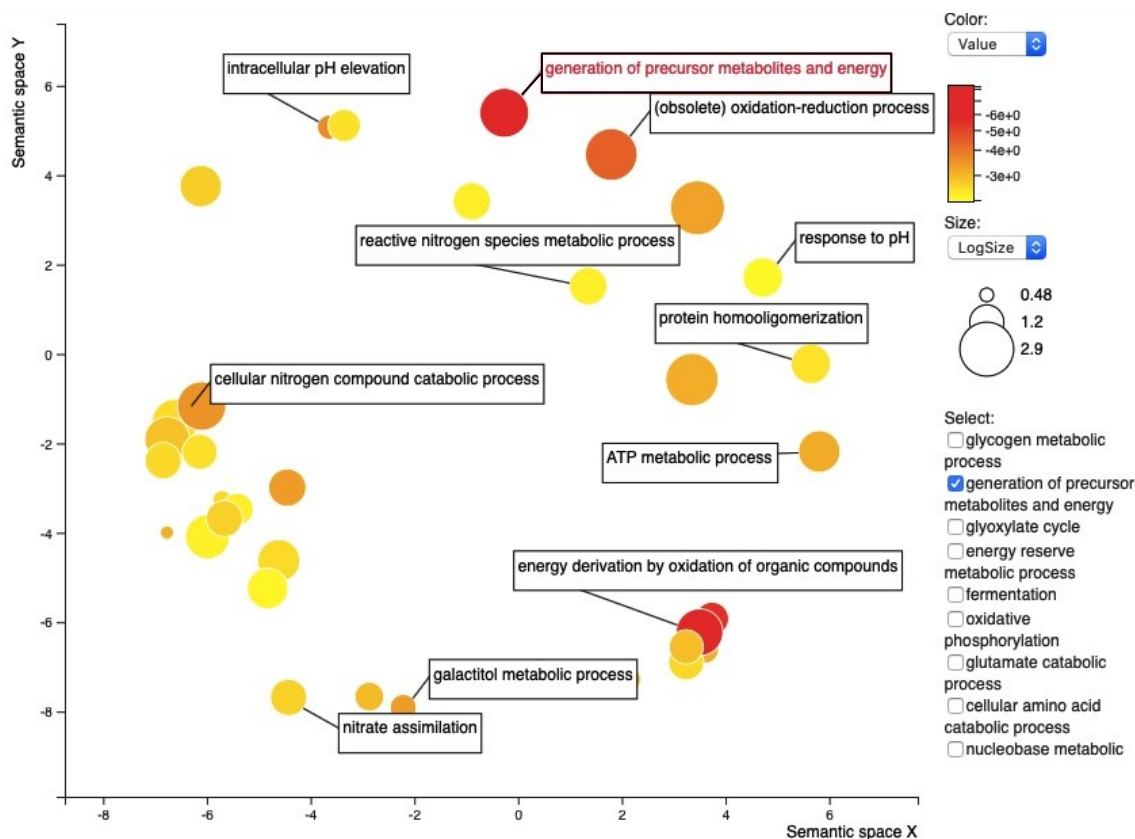 Color:
Value
-6e+0
-5e+0
-4e+0
-3e+0
Size:
LogSize
0.48
1.2
2.9
Select:
glycogen metabolic
process
generation of precursor
metabolites and energy
glyoxylate cycle
energy reserve
metabolic process
fermentation
oxidative
phosphorylation
glutamate catabolic
process
cellular amino acid
catabolic process
nucleobase metabolic
Semantic space Y
6
4
2
0
-2
-4
-6
-8
intracellular pH elevation
generation of precursor metabolites and energy
(obsolete) oxidation-reduction process
reactive nitrogen species metabolic process
response to pH
protein homooligomerization
cellular nitrogen compound catabolic process
ATP metabolic process
energy derivation by oxidation of organic compounds
galactitol metabolic process
nitrate assimilation
-8
-6
-4
-2
0
2
4
6
Semantic space X